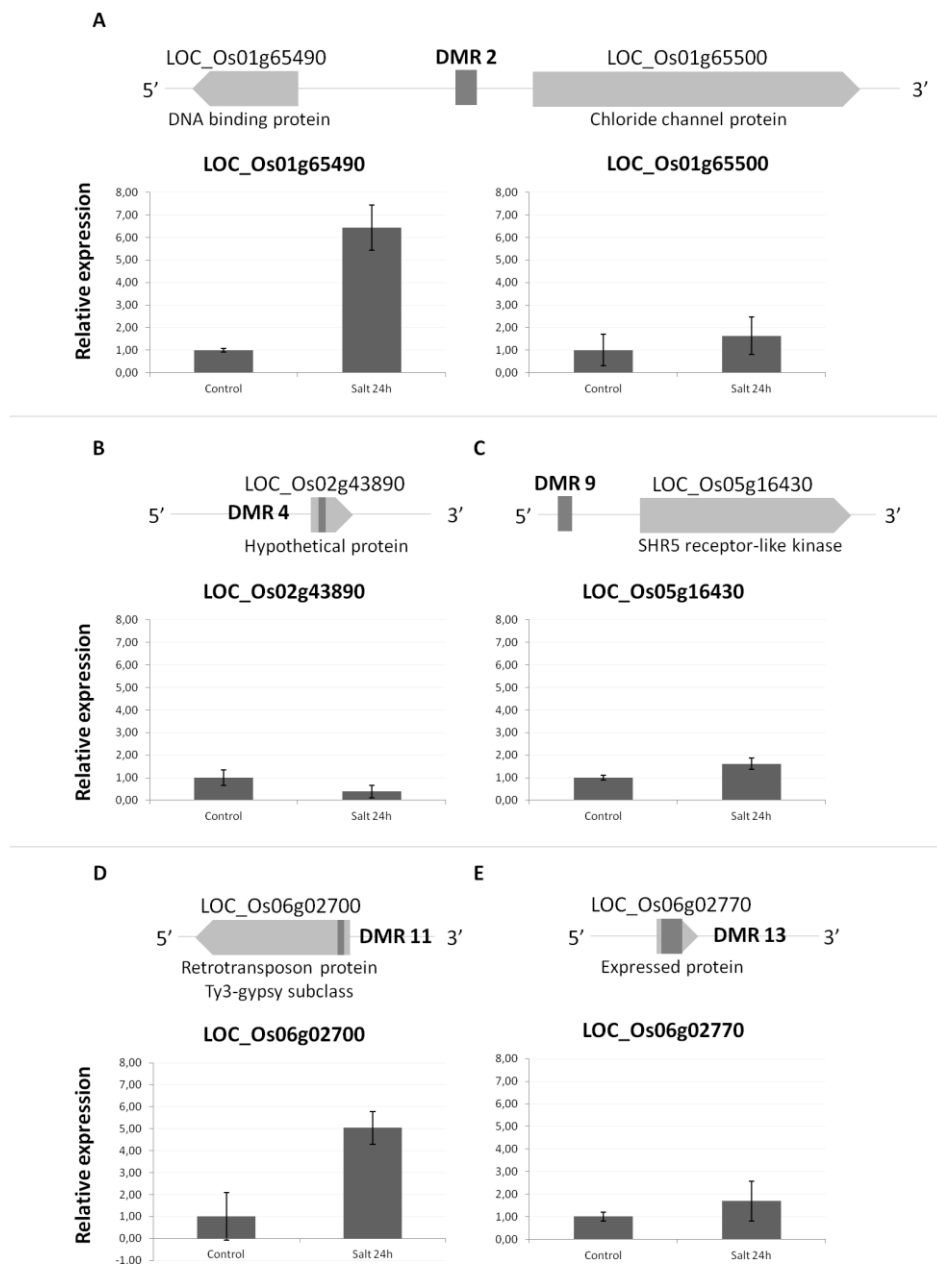 A
LOC_Os01g65490 DMR 2 LOC_Os01g65500
5’ 3’
DNA binding protein Chloride channel protein
LOC_Os01g65490 LOC_Os01g65500
Relative expression
8,00 8,00
7,00 7,00
6,00 6,00
5,00 5,00
4,00 4,00
3,00 3,00
2,00 2,00
1,00 1,00
0,00 0,00
Control Salt 24h Control Salt 24h
B
LOC_Os02g43890
5’ DMR 4 3’
Hypothetical protein
LOC_Os02g43890
Relative expression
8,00
7,00
6,00
5,00
4,00
3,00
2,00
1,00
0,00
Control Salt 24h
C
DMR 9 LOC_Os05g16430
5’ 3’
SHR5 receptor-like kinase
LOC_Os05g16430
8,00
7,00
6,00
5,00
4,00
3,00
2,00
1,00
0,00
Control Salt 24h
D
LOC_Os06g02700
5’ DMR 11 3’
Retrotransposon protein
Ty3-gypsy subclass
LOC_Os06g02700
Relative expression
8,00
7,00
6,00
5,00
4,00
3,00
2,00
1,00
0,00
-1,00
Control Salt 24h
E
LOC_Os06g02770
5’ DMR 13 3’
Expressed protein
LOC_Os06g02770
8,00
7,00
6,00
5,00
4,00
3,00
2,00
1,00
0,00
Control Salt 24h